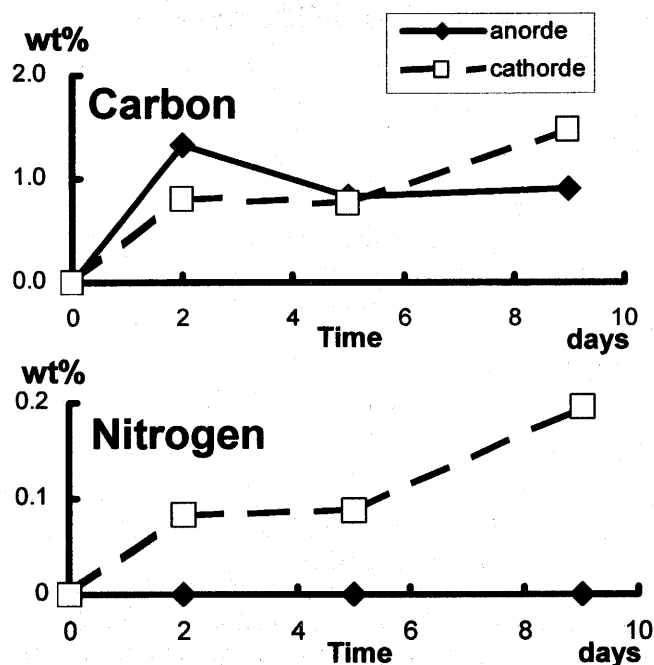 wt%
anorde
cathorde
2.0
Carbon
1.0
0.0
0 2 4 6 8 10
Time days
wt%
0.2
Nitrogen
0.1
0
0 2 4 6 8 10
Time days